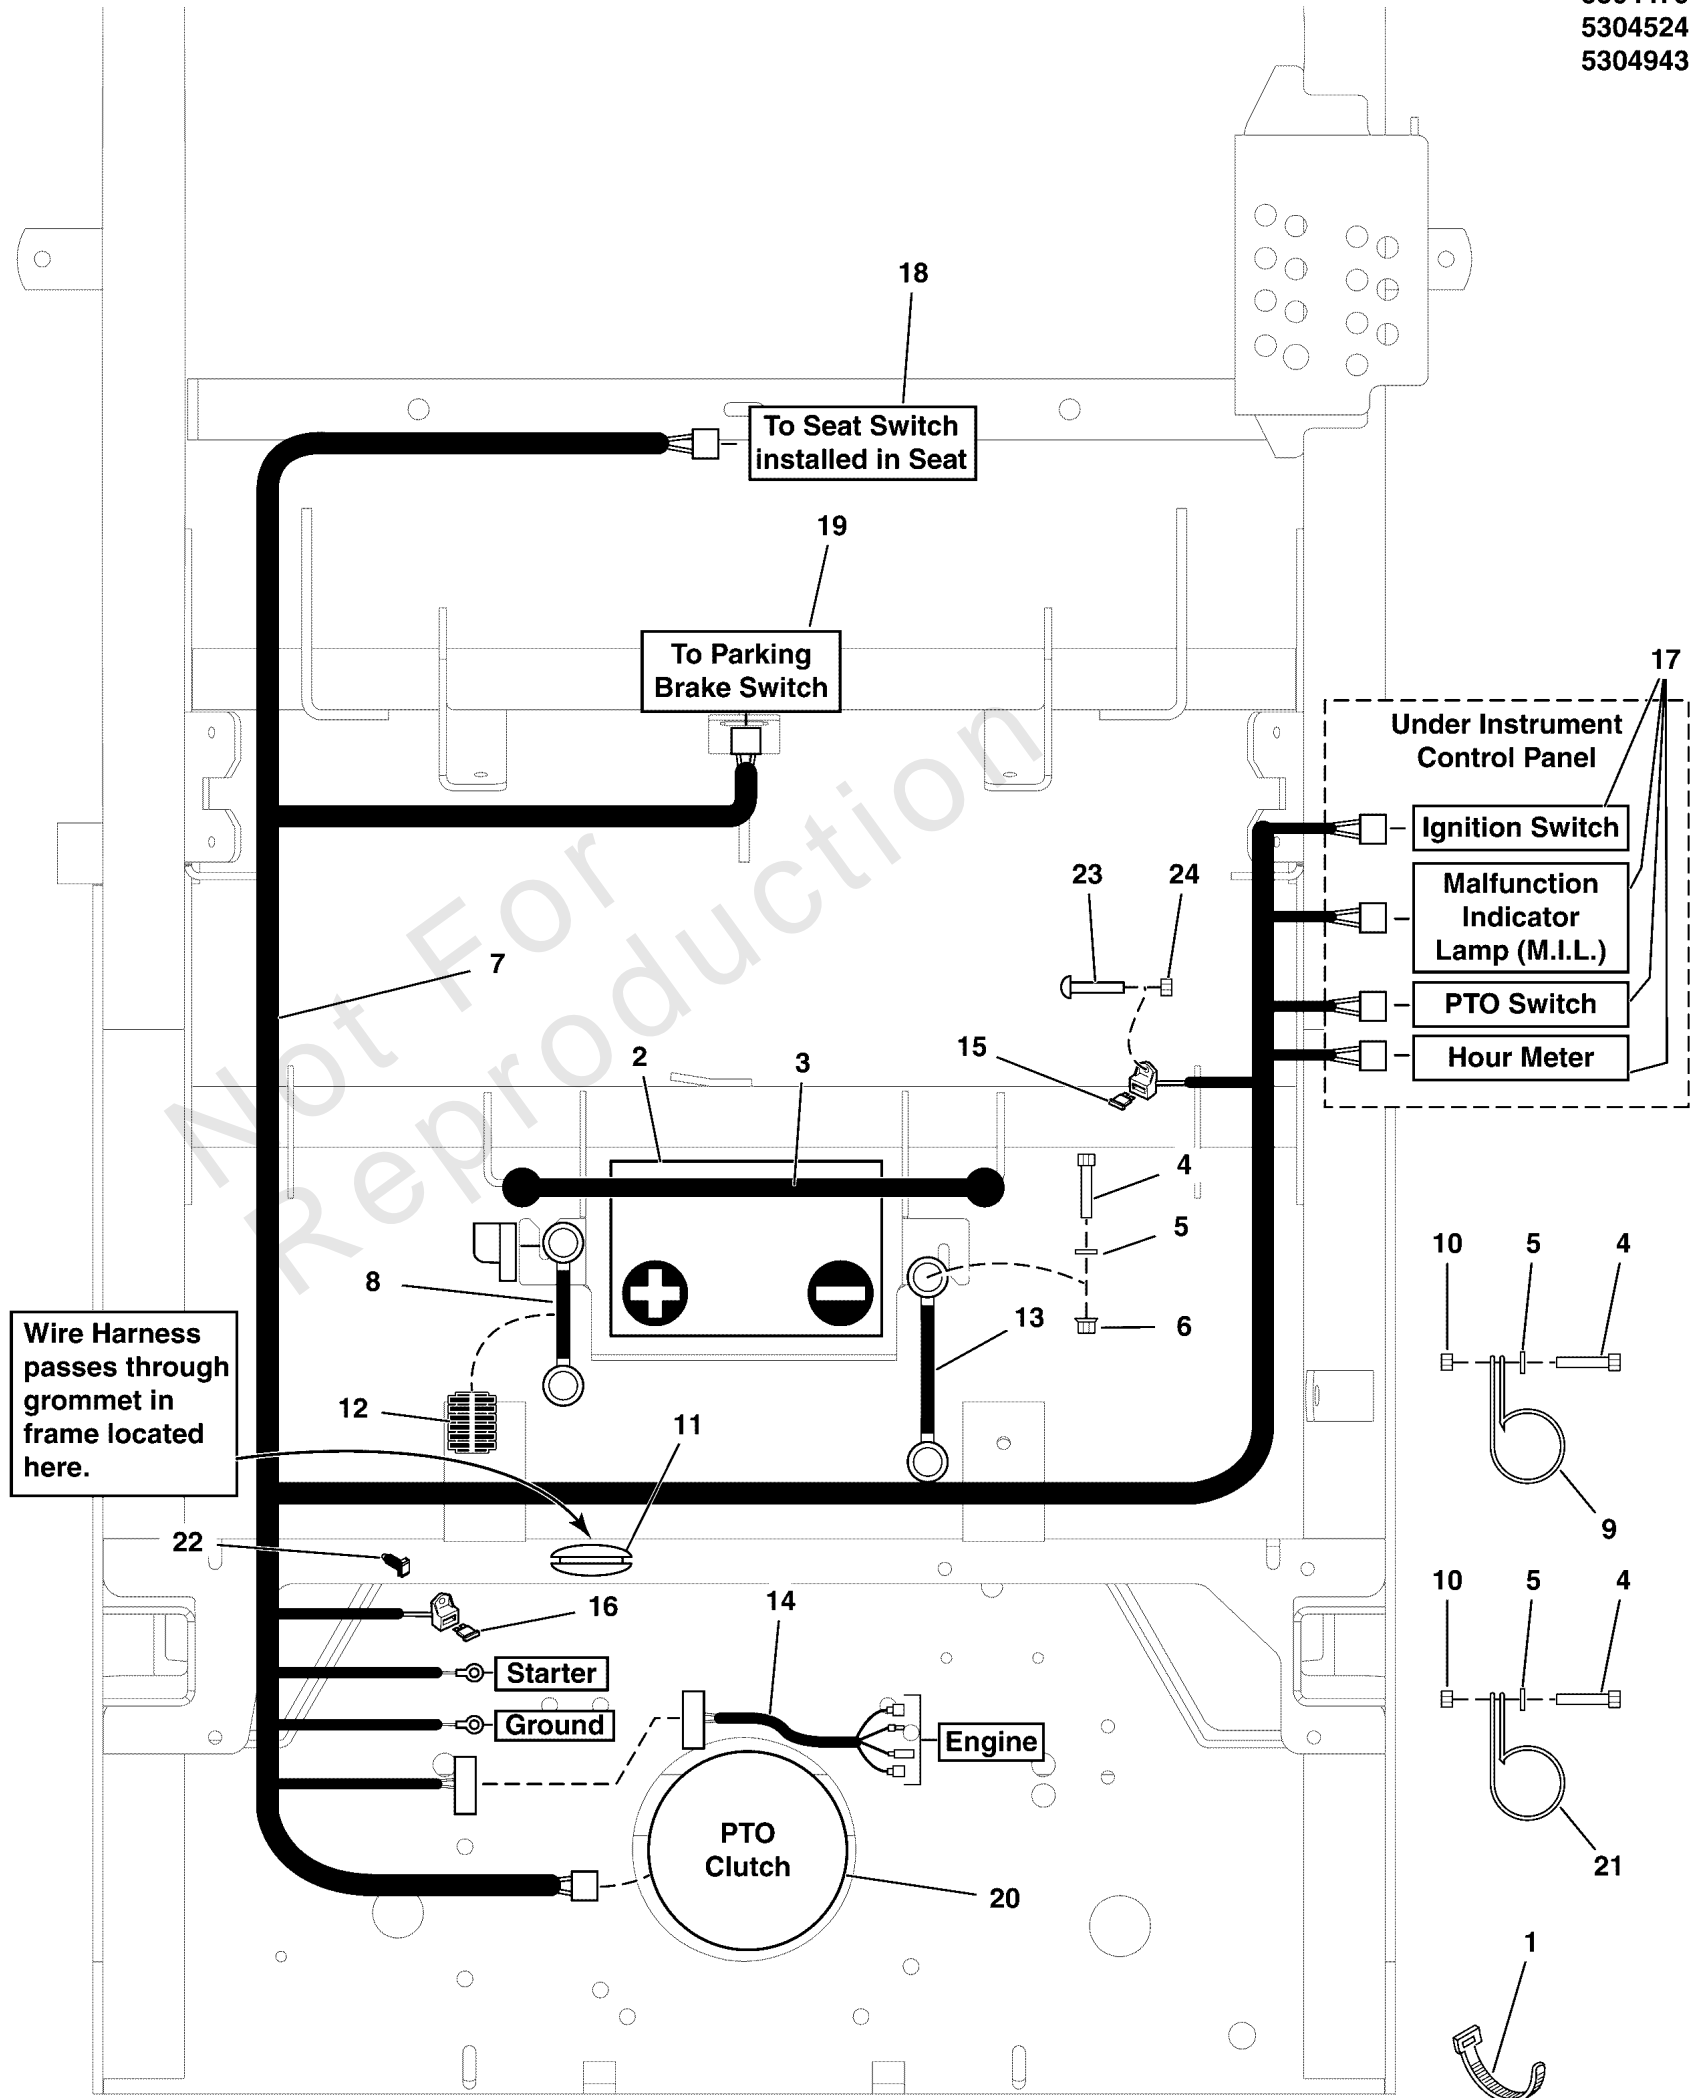 5304524
5304943
18
To Seat Switch
installed in Seat
19
To Parking
Brake Switch
17
Under Instrument
Control Panel
Ignition Switch
Malfunction
Indicator
Lamp (M.I.L.)
PTO Switch
Hour Meter
23
24
7
Not For
Reproduction
15
2
3
4
5
6
8
13
10
5
4
9
Wire Harness
passes through
grommet in
frame located
here.
12
11
22
16
14
10
5
4
21
Starter
Ground
Engine
PTO
Clutch
20
1